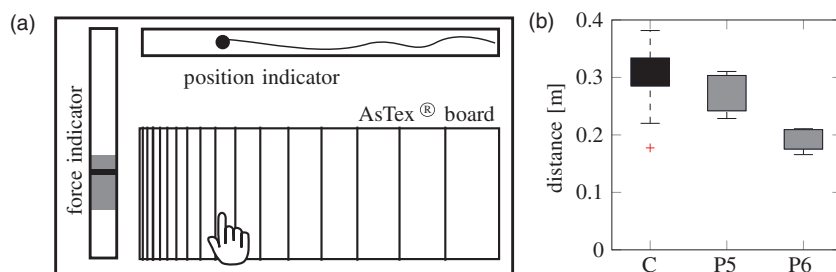 (a)
position indicator
AsTex ® board
force indicator
(b)
distance [m]
0.4
0.3
0.2
0.1
0
C P5 P6